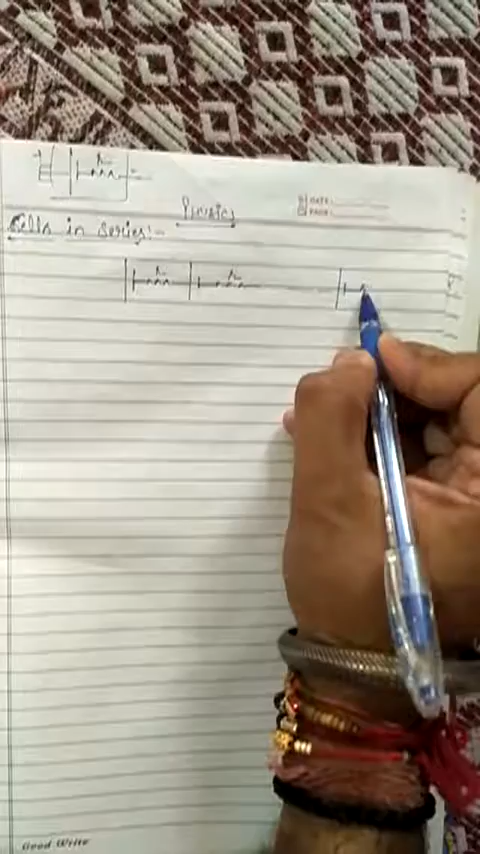 Physics
DATE:
PAGE:
Cells in series:-
r
r
Good Write